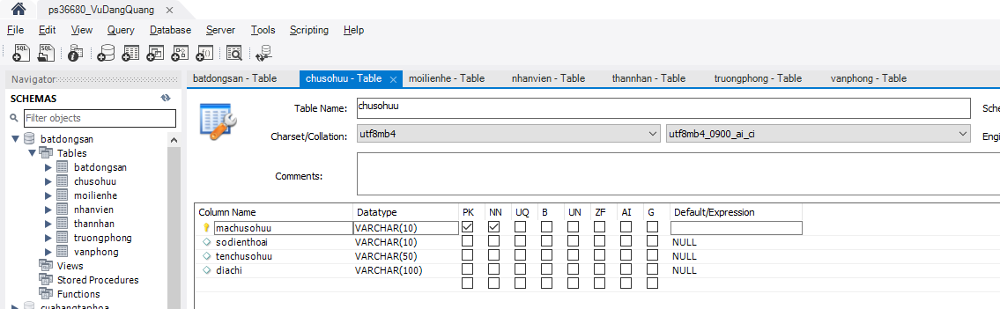 ps36680_VuDangQuang
File Edit View Query Database Server Tools Scripting Help
Navigator
SCHEMAS
Filter objects
batdongsan
Tables
batdongsan
chusohuu
moilienhe
nhanvien
thannhan
truongphong
vanphong
Views
Stored Procedures
Functions
batdongsan - Table chusohuu - Table moilienhe - Table nhanvien - Table thannhan - Table truongphong - Table vanphong - Table
Table Name: chusohuu
Charset/Collation: utf8mb4 utf8mb4_0900_ai_ci
Comments:
Column Name Datatype PK NN UQ B UN ZF AI G Default/Expression
machusohuu VARCHAR(10)
sodienthoai VARCHAR(10) NULL
tenchusohuu VARCHAR(50) NULL
diachi VARCHAR(100) NULL